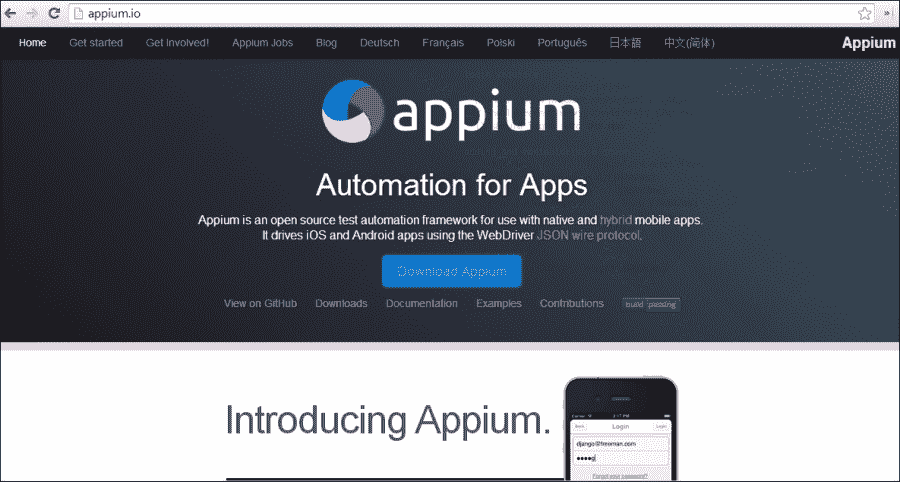 appium.io
Home Get started Get Involved! Appium Jobs Blog Deutsch Français Polski Português 日本語 中文(简体) Appium
appium
Automation for Apps
Appium is an open source test automation framework for use with native and hybrid mobile apps.
It drives iOS and Android apps using the WebDriver JSON wire protocol.
Download Appium
View on GitHub Downloads Documentation Examples Contributions build passing
Introducing Appium.
Carrier 2:17 PM
Back Login Login
django@freeman.com
●●●●g
Forgot your password?